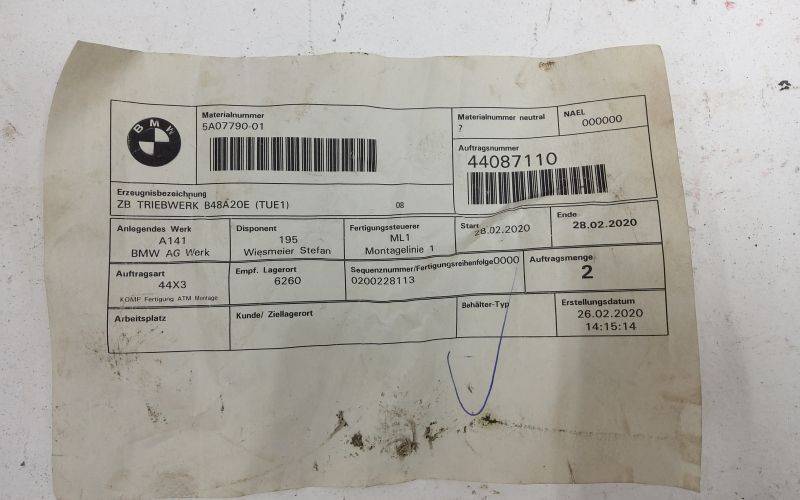 BMW
Materialnummer
5A07790-01
Materialnummer neutral
?
NAEL
000000
Auftragsnummer
44087110
Erzeugnisbezeichnung
ZB TRIEBWERK B48A20E (TUE1) 08
Anlegendes Werk
A141
BMW AG Werk
Disponent
195
Wiesmeier Stefan
Fertigungssteuerer
ML1
Montagelinie 1
Start
28.02.2020
Ende
28.02.2020
Auftragsart
44X3
KOMP Fertigung ATM Montage
Empf. Lagerort
6260
Sequenznummer/Fertigungsreihenfolge0000
0200228113
Auftragsmenge
2
Arbeitsplatz
Kunde/ Ziellagerort
Behälter-Typ
Erstellungsdatum
26.02.2020
14:15:14